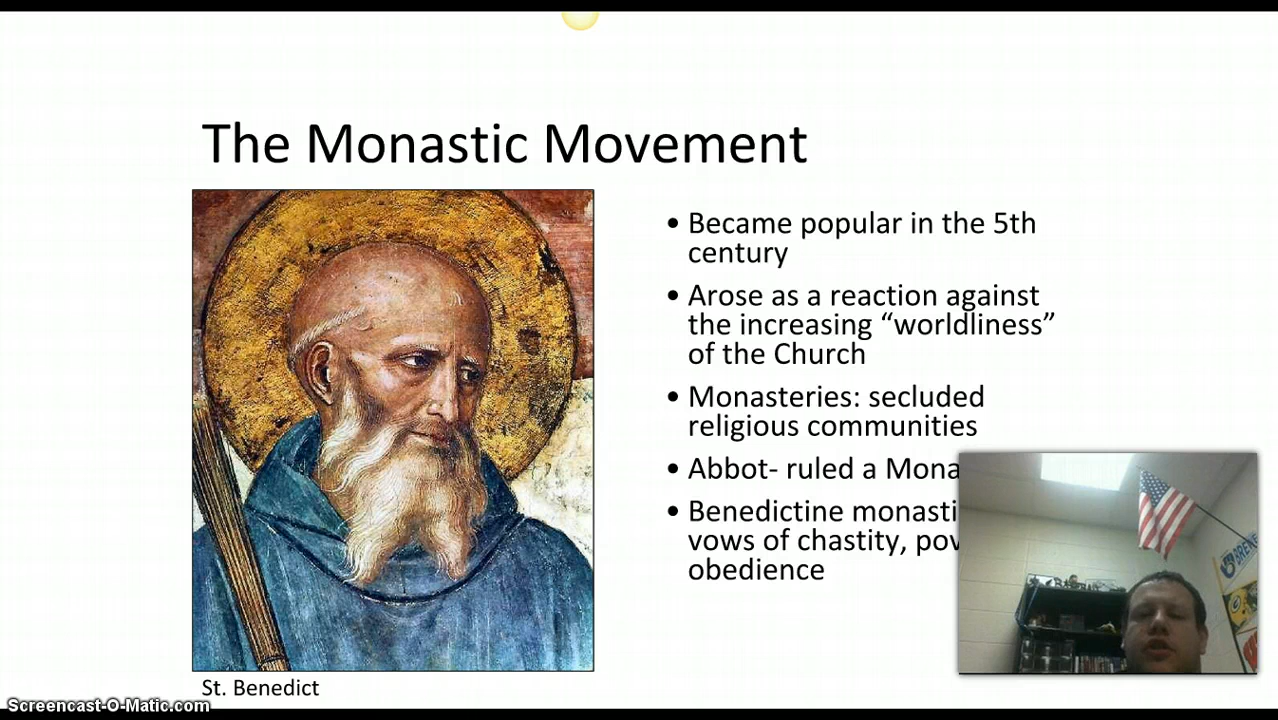 The Monastic Movement
• Became popular in the 5th
century
• Arose as a reaction against
the increasing “worldliness”
of the Church
• Monasteries: secluded
religious communities
• Abbot- ruled a Mona
• Benedictine monasti
vows of chastity, pov
obedience
St. Benedict
Screencast-O-Matic.com